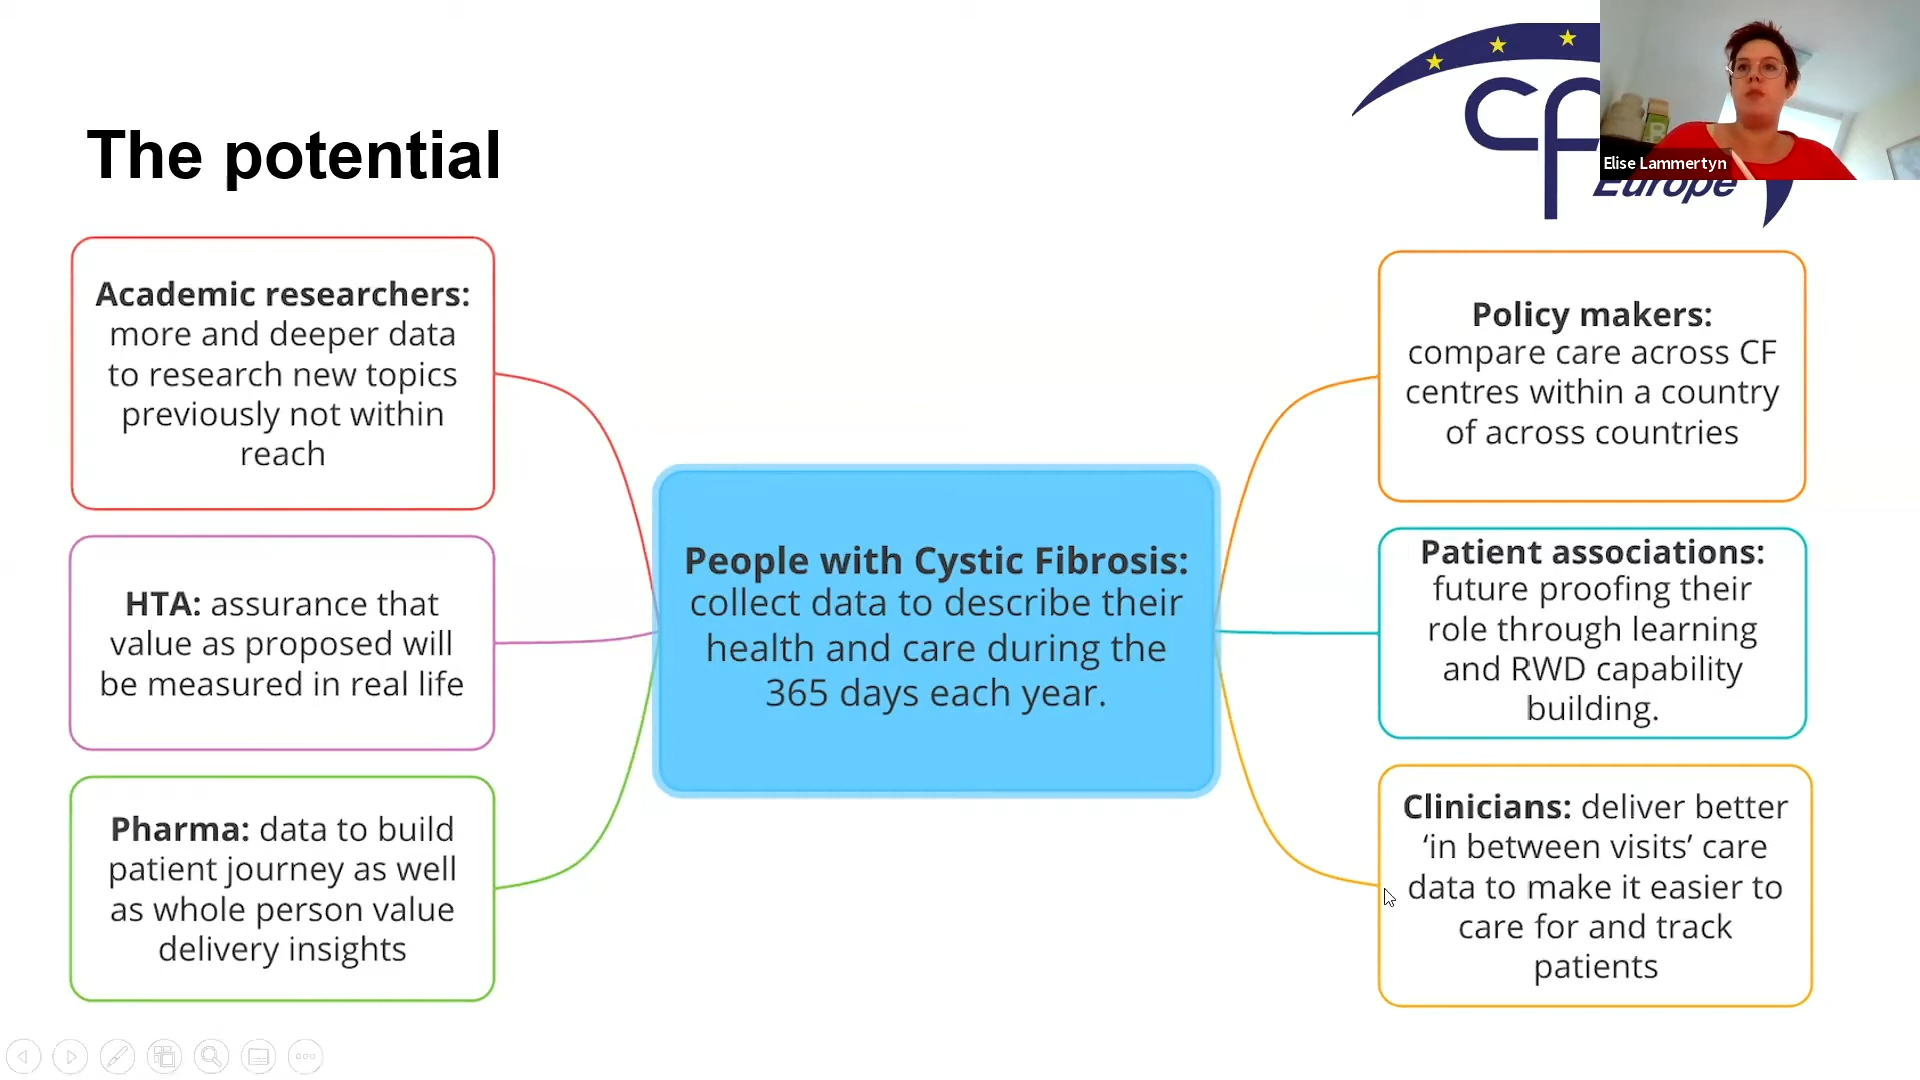 The potential
cf
Europe
Elise Lammertyn
Academic researchers:
more and deeper data
to research new topics
previously not within
reach
HTA: assurance that
value as proposed will
be measured in real life
Pharma: data to build
patient journey as well
as whole person value
delivery insights
People with Cystic Fibrosis:
collect data to describe their
health and care during the
365 days each year.
Policy makers:
compare care across CF
centres within a country
of across countries
Patient associations:
future proofing their
role through learning
and RWD capability
building.
Clinicians: deliver better
‘in between visits’ care
data to make it easier to
care for and track
patients